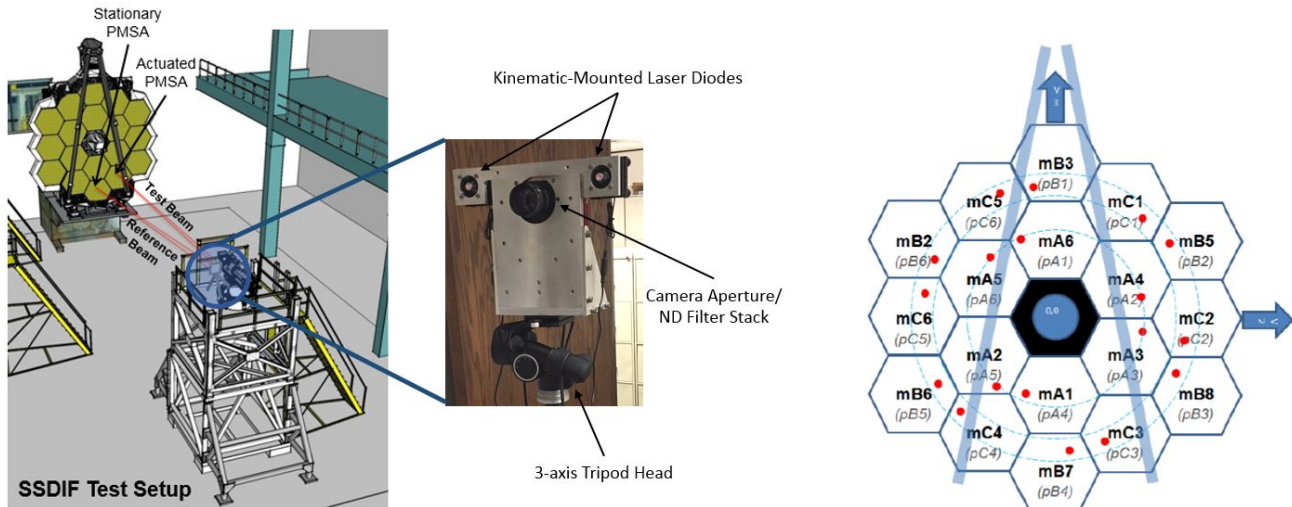 Stationary
PMSA
Actuated
PMSA
Test Beam
Reference
Beam
SSDIF Test Setup
Kinematic-Mounted Laser Diodes
Camera Aperture/
ND Filter Stack
3-axis Tripod Head
V
3
mB3
(pB1)
mC5
(pC6)
mC1
(pC1)
mB2
(pB6)
mA6
(pA1)
mB5
(pB2)
mA5
(pA6)
mA4
(pA2)
0,0
mC6
(pC5)
mC2
(pC2)
V
2
mA2
(pA5)
mA3
(pA3)
mB6
(pB5)
mA1
(pA4)
mB8
(pB3)
mC4
(pC4)
mC3
(pC3)
mB7
(pB4)